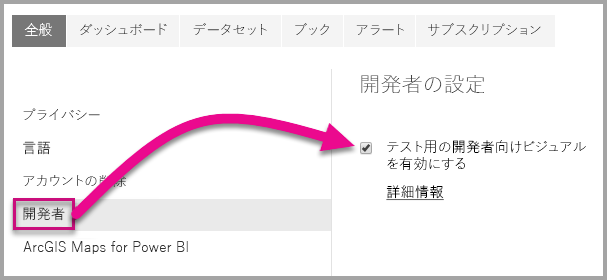 全般 ダッシュボード データセット ブック アラート サブスクリプション
開発者の設定
プライバシー
言語
アカウントの削除
開発者
ArcGIS Maps for Power BI
テスト用の開発者向けビジュアル
を有効にする
詳細情報